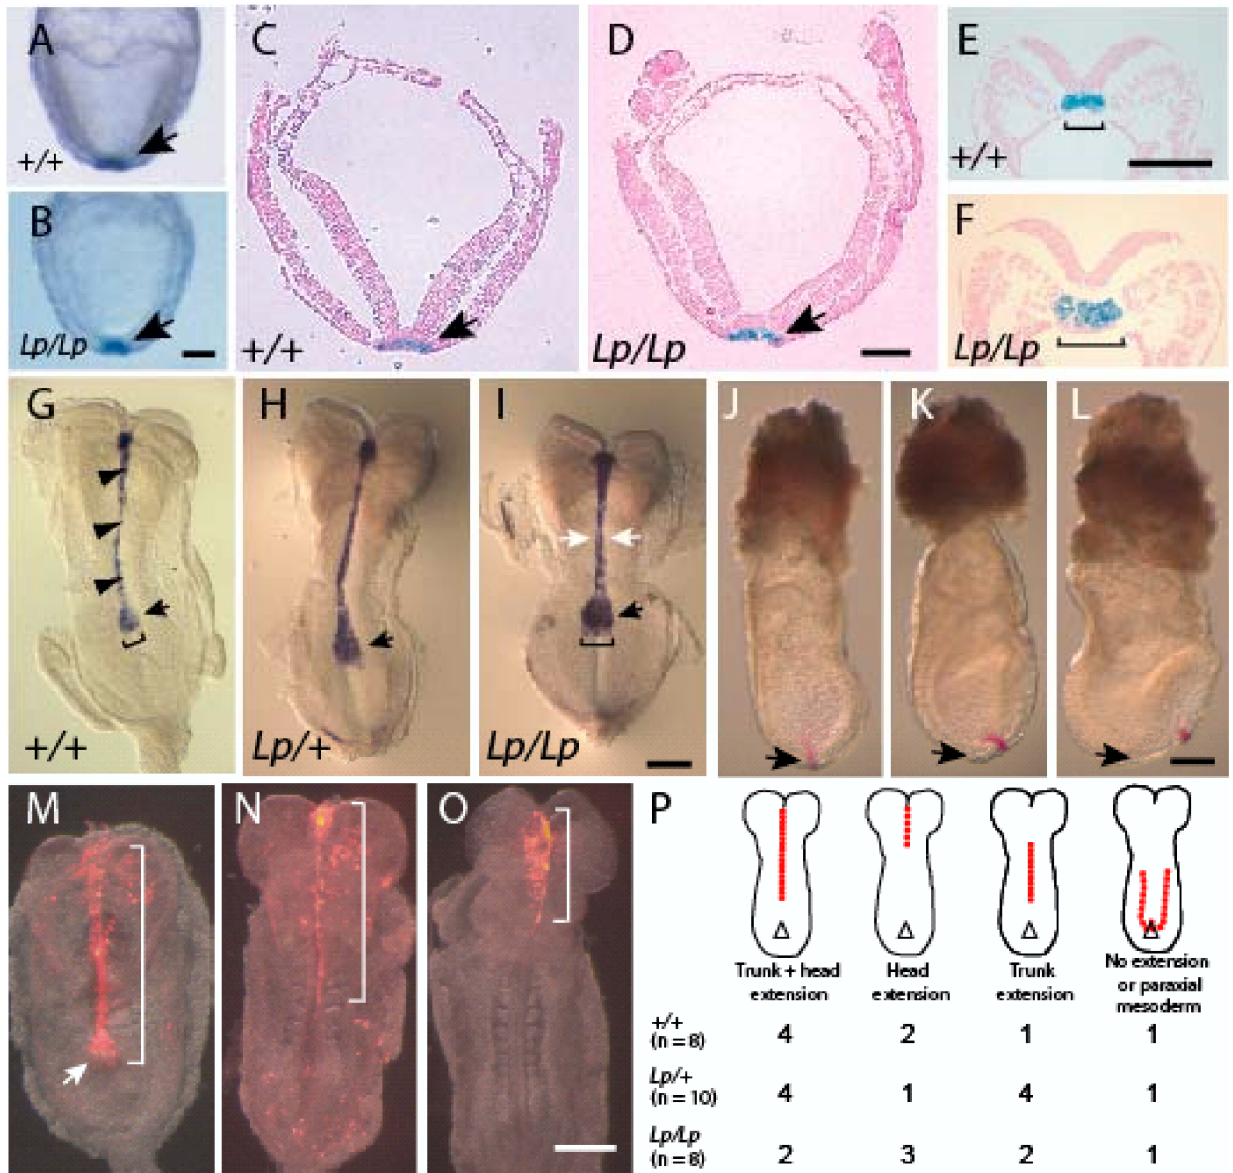 A
+/+
B
Lp/Lp
C
+/+
D
Lp/Lp
E
+/+
F
Lp/Lp
G
+/+
H
Lp/+
I
Lp/Lp
J
K
L
M
N
O
P
Trunk + head extension
Head extension
Trunk extension
No extension or paraxial mesoderm
+/+ (n = 8) 4 2 1 1
Lp/+ (n = 10) 4 1 4 1
Lp/Lp (n = 8) 2 3 2 1